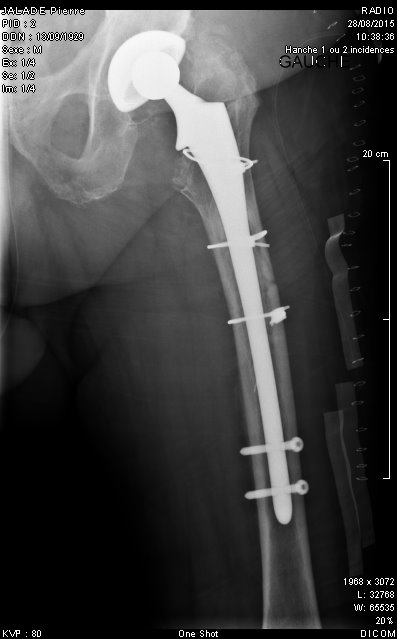 JALADE Pierre
PID : 2
DDN : 13/09/1929
Sexe : M
Ex: 1/4
Se: 1/2
Im: 1/4
RADIO
28/08/2015
10:38:36
Hanche 1 ou 2 incidences
GAUCHE
20 cm
1968 x 3072
L: 32768
W: 65535
20%
KVP : 80
One Shot
DICOM